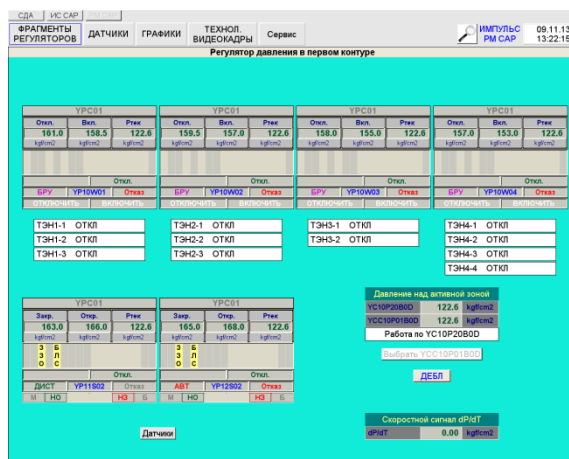 СДА ИС САР РМ САР
ФРАГМЕНТЫ РЕГУЛЯТОРОВ ДАТЧИКИ ГРАФИКИ ТЕХНОЛ. ВИДЕОКАДРЫ Сервис ИМПУЛЬС РМ САР 09.11.13 13:22:15
Регулятор давления в первом контуре
YPC01 YPC01 YPC01 YPC01
Откл. Вкл. Ртек Откл. Вкл. Ртек Откл. Вкл. Ртек Откл. Вкл. Ртек
161.0 158.5 122.6 159.5 157.0 122.6 158.0 155.0 122.6 157.0 153.0 122.6
kgf/cm2 kgf/cm2 kgf/cm2 kgf/cm2 kgf/cm2 kgf/cm2 kgf/cm2 kgf/cm2 kgf/cm2 kgf/cm2 kgf/cm2 kgf/cm2
Откл. Откл. Откл. Откл.
БРУ YP10W01 Отказ БРУ YP10W02 Отказ БРУ YP10W03 Отказ БРУ YP10W04 Отказ
ОТКЛЮЧИТЬ ВКЛЮЧИТЬ ОТКЛЮЧИТЬ ВКЛЮЧИТЬ ОТКЛЮЧИТЬ ВКЛЮЧИТЬ ОТКЛЮЧИТЬ ВКЛЮЧИТЬ
ТЭН1-1 ОТКЛ ТЭН2-1 ОТКЛ ТЭН3-1 ОТКЛ ТЭН4-1 ОТКЛ
ТЭН1-2 ОТКЛ ТЭН2-2 ОТКЛ ТЭН3-2 ОТКЛ ТЭН4-2 ОТКЛ
ТЭН1-3 ОТКЛ ТЭН2-3 ОТКЛ ТЭН4-3 ОТКЛ
ТЭН4-4 ОТКЛ
YPC01 YPC01
Закр. Откр. Ртек Закр. Откр. Ртек
163.0 166.0 122.6 165.0 168.0 122.6
kgf/cm2 kgf/cm2 kgf/cm2 kgf/cm2 kgf/cm2 kgf/cm2
З Б З Б
З Л З Л
О С О С
Откл. Откл.
ДИСТ YP11S02 Отказ АВТ YP12S02 Отказ
М НО НЗ Б М НО НЗ Б
Давление над активной зоной
YC10P20B0D 122.6 kgf/cm2
YCC10P01B0D 122.6 kgf/cm2
Работа по YC10P20B0D
Выбрать YCC10P01B0D
ДЕБЛ
Скоростной сигнал dP/dT
dP/dT 0.00 kgf/cm2
Датчики